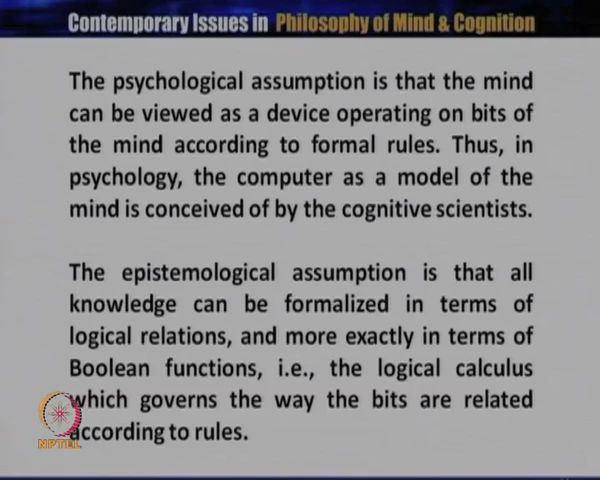 Contemporary Issues in Philosophy of Mind & Cognition
The psychological assumption is that the mind
can be viewed as a device operating on bits of
the mind according to formal rules. Thus, in
psychology, the computer as a model of the
mind is conceived of by the cognitive scientists.
The epistemological assumption is that all
knowledge can be formalized in terms of
logical relations, and more exactly in terms of
Boolean functions, i.e., the logical calculus
which governs the way the bits are related
according to rules.
NPTEL